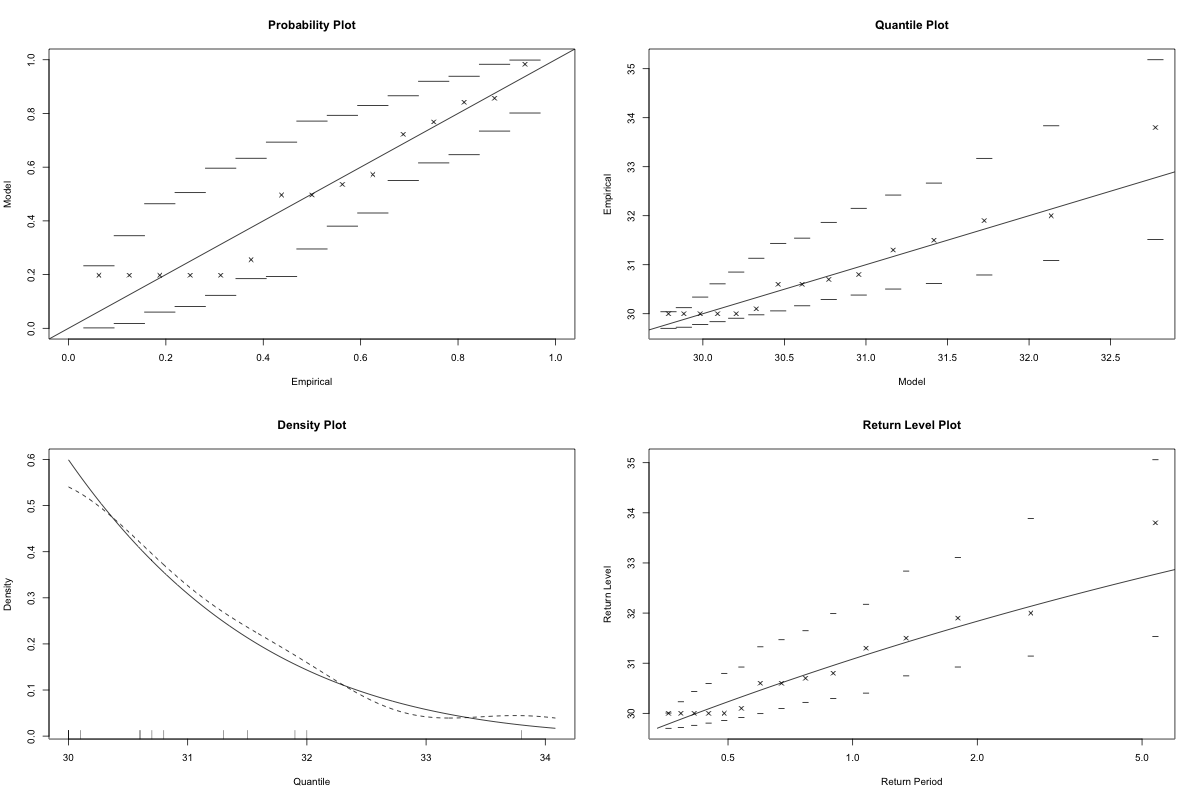 Probability Plot
Model
0.0 0.2 0.4 0.6 0.8 1.0
0.0 0.2 0.4 0.6 0.8 1.0
Empirical
Quantile Plot
Empirical
30 31 32 33 34 35
30.0 30.5 31.0 31.5 32.0 32.5
Model
Density Plot
Density
0.0 0.1 0.2 0.3 0.4 0.5 0.6
30 31 32 33 34
Quantile
Return Level Plot
Return Level
30 31 32 33 34 35
0.5 1.0 2.0 5.0
Return Period